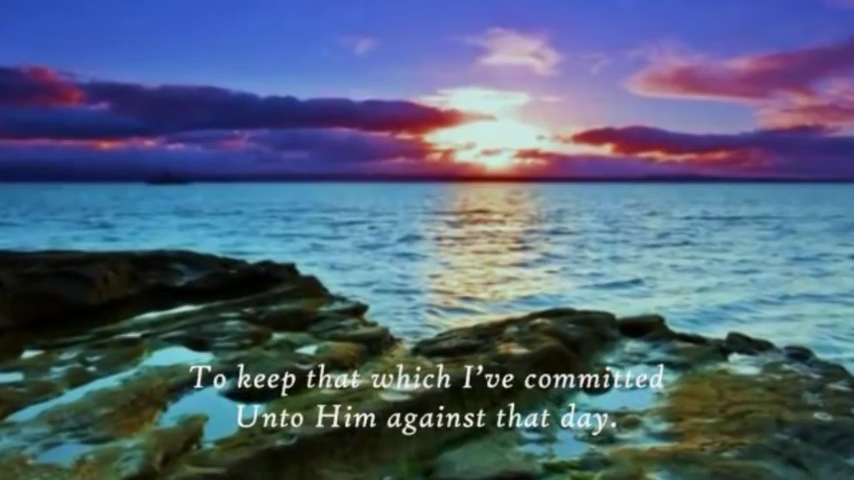 To keep that which I've committed
Unto Him against that day.